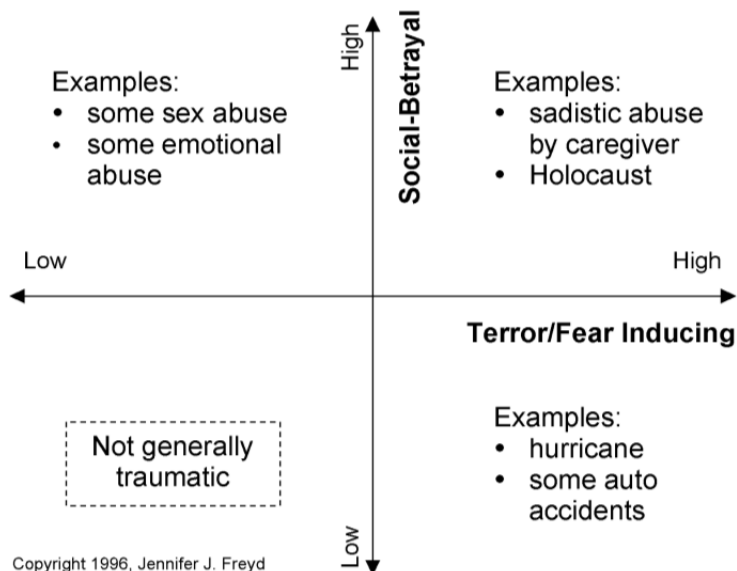 High
Social-Betrayal
Examples:
• some sex abuse
• some emotional
abuse
Examples:
• sadistic abuse
by caregiver
• Holocaust
Low
High
Terror/Fear Inducing
Not generally
traumatic
Examples:
• hurricane
• some auto
accidents
Low
Copyright 1996, Jennifer J. Freyd